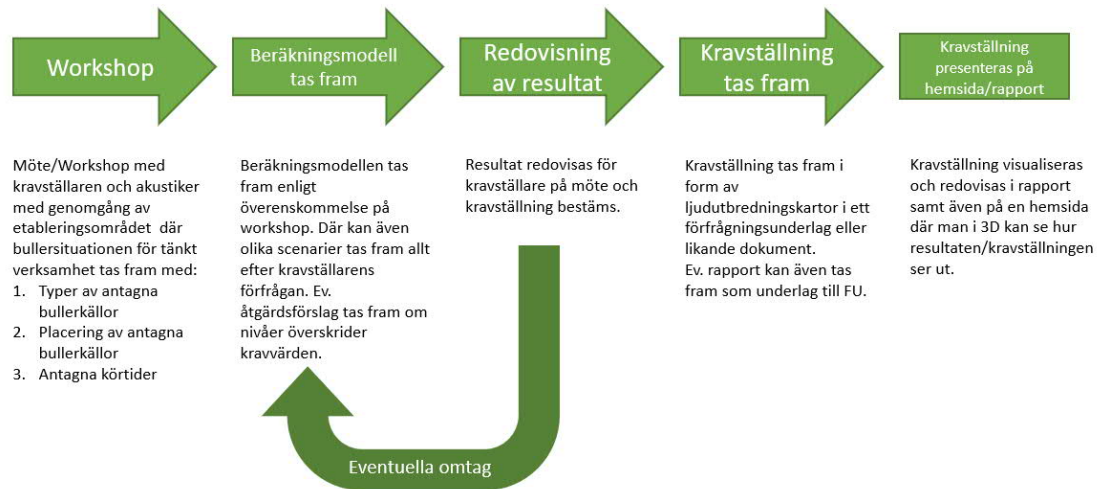 Workshop
Beräkningsmodell
tas fram
Redovisning
av resultat
Kravställning
tas fram
Kravställning
presenteras på
hemsida/rapport
Möte/Workshop med
kravställaren och akustiker
med genomgång av
etableringsområdet där
bullersituationen för tänkt
verksamhet tas fram med:
1. Typer av antagna
bullerkällor
2. Placering av antagna
bullerkällor
3. Antagna körtider
Beräkningsmodellen tas
fram enligt
överenskommelse på
workshop. Där kan även
olika scenarier tas fram allt
efter kravställarens
förfrågan. Ev.
åtgärdsförslag tas fram om
nivåer överskrider
kravvärden.
Resultat redovisas för
kravställare på möte och
kravställning bestäms.
Kravställning tas fram i
form av
ljudutbredningskartor i ett
förfrågningsunderlag eller
likande dokument.
Ev. rapport kan även tas
fram som underlag till FU.
Kravställning visualiseras
och redovisas i rapport
samt även på en hemsida
där man i 3D kan se hur
resultaten/kravställningen
ser ut.
Eventuella omtag